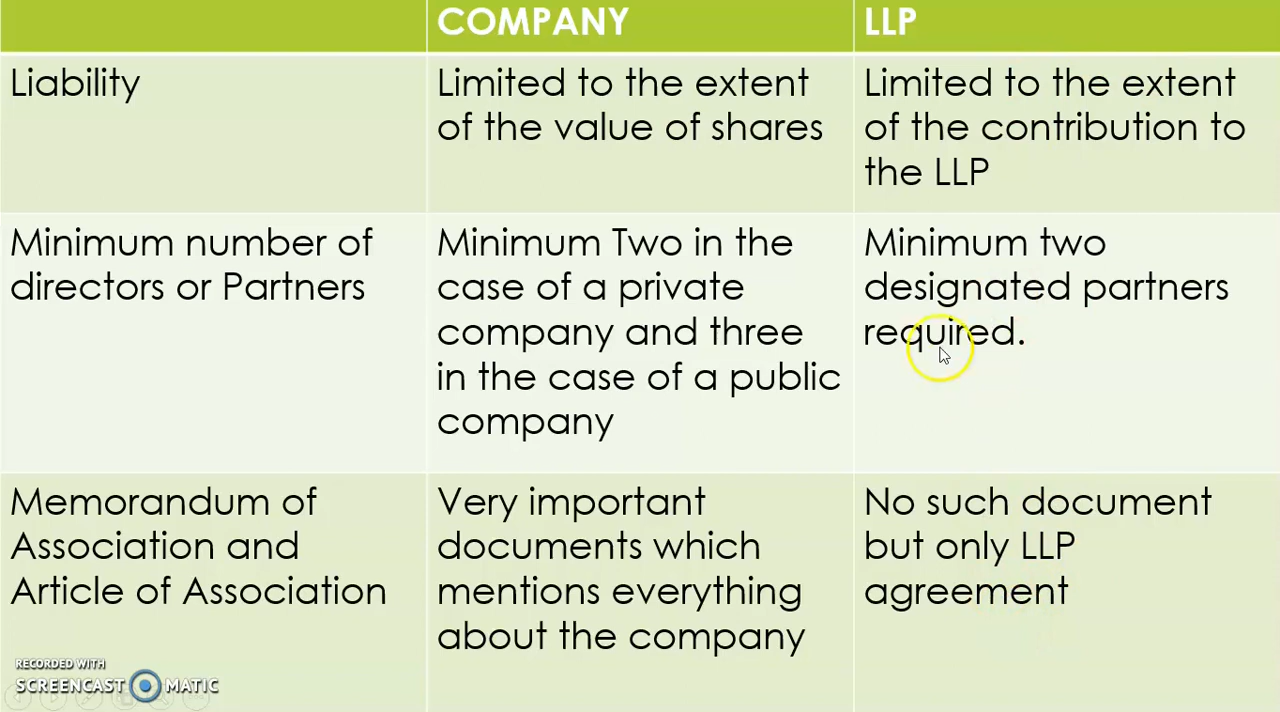 COMPANY
LLP
Liability
Limited to the extent
of the value of shares
Limited to the extent
of the contribution to
the LLP
Minimum number of
directors or Partners
Minimum Two in the
case of a private
company and three
in the case of a public
company
Minimum two
designated partners
required.
Memorandum of
Association and
Article of Association
Very important
documents which
mentions everything
about the company
No such document
but only LLP
agreement
RECORDED WITH
SCREENCAST MATIC